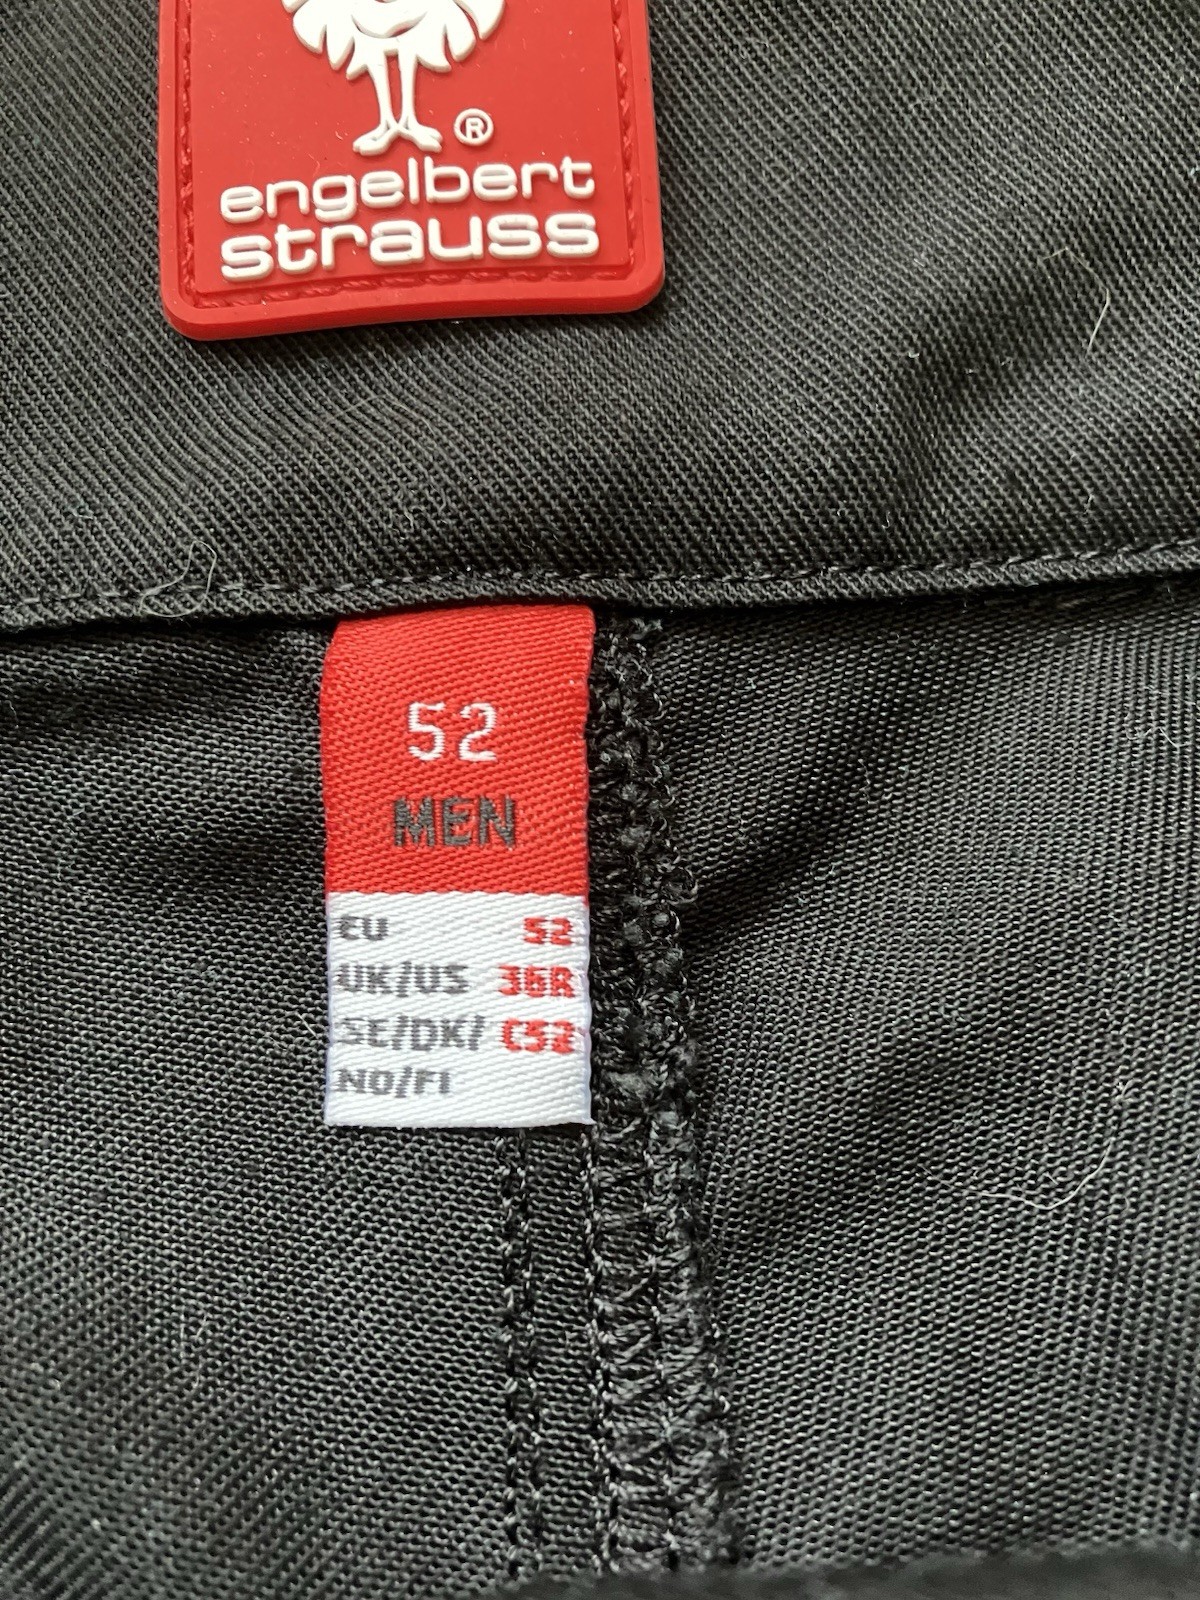 ®
engelbert
strauss
52
MEN
EU 52
UK/US 36R
SE/DK/ C52
NO/FI